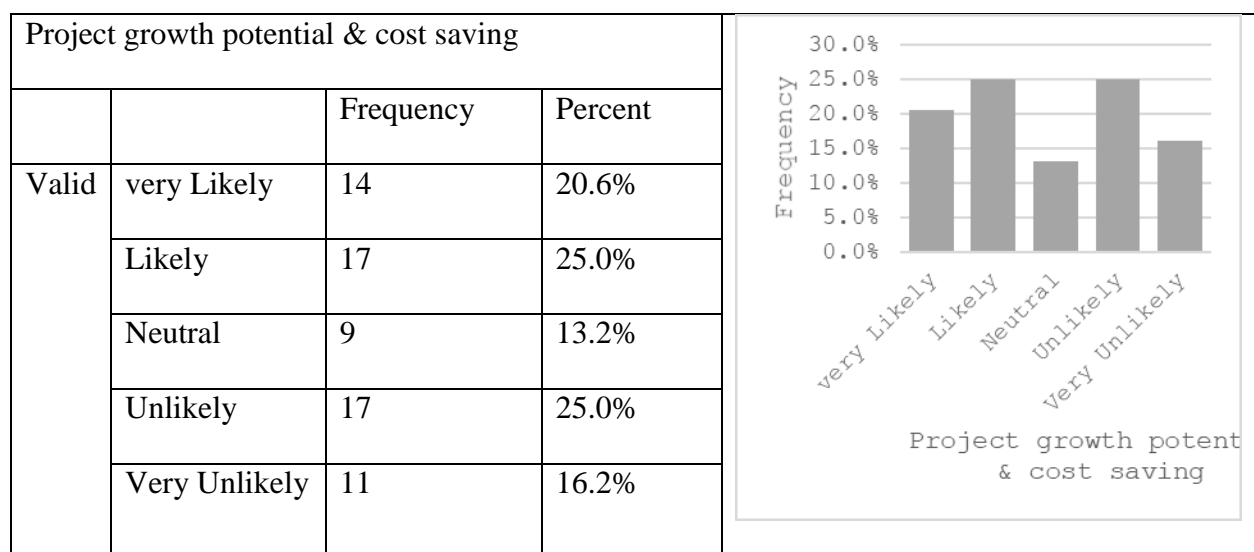 Project growth potential & cost saving
Frequency Percent
Valid very Likely 14 20.6%
Likely 17 25.0%
Neutral 9 13.2%
Unlikely 17 25.0%
Very Unlikely 11 16.2%
30.0%
25.0%
20.0%
15.0%
10.0%
5.0%
0.0%
Frequency
very Likely
Likely
Neutral
Unlikely
Very Unlikely
Project growth potent
& cost saving